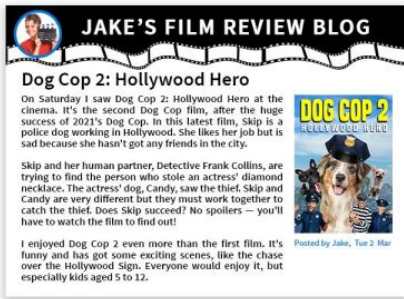 JAKE'S FILM REVIEW BLOG
Dog Cop 2: Hollywood Hero
On Saturday I saw Dog Cop 2: Hollywood Hero at the
cinema. It's the second Dog Cop film, after the huge
success of 2021's Dog Cop. In this latest film, Skip is a
police dog working in Hollywood. She likes her job but is
sad because she hasn't got any friends in the city.
Skip and her human partner, Detective Frank Collins, are
trying to find the person who stole an actress' diamond
necklace. The actress' dog, Candy, saw the thief. Skip and
Candy are very different but they must work together to
catch the thief. Does Skip succeed? No spoilers — you'll
have to watch the film to find out!
I enjoyed Dog Cop 2 even more than the first film. It's
funny and has got some exciting scenes, like the chase
over the Hollywood Sign. Everyone would enjoy it, but
especially kids aged 5 to 12.
DOG COP 2
HOLLYWOOD HERO
Posted by Jake, Tue 2 Mar